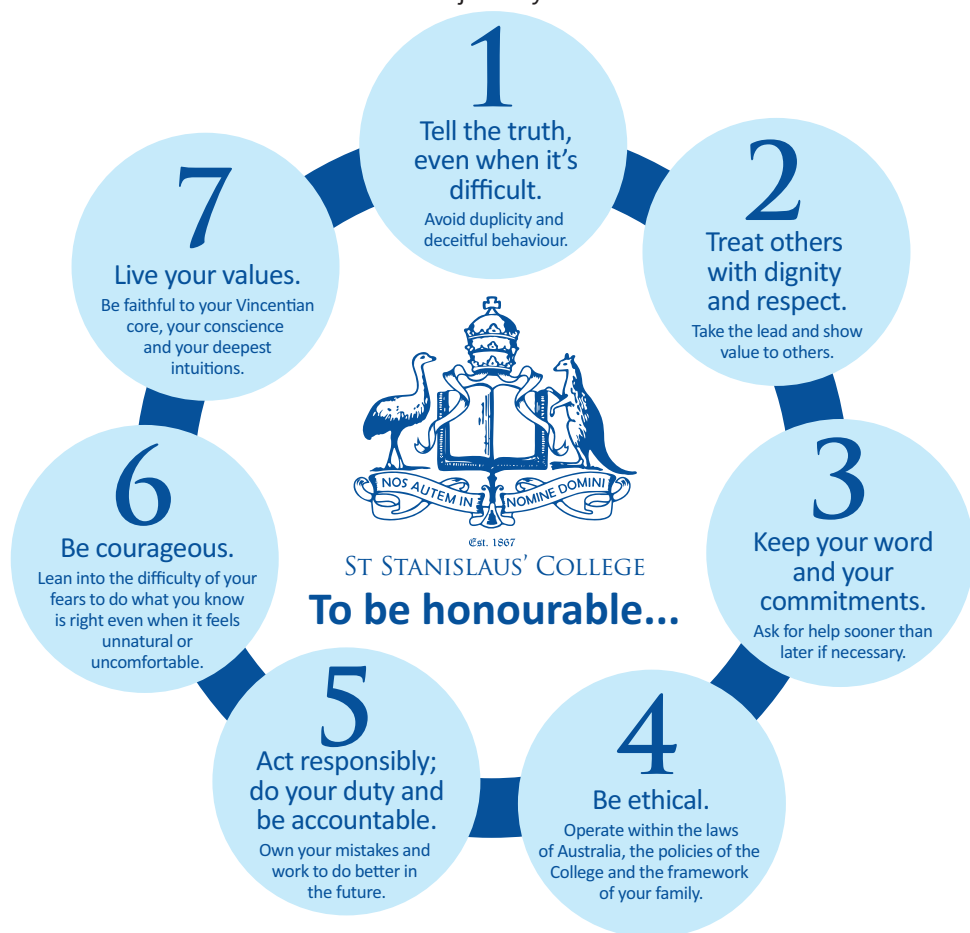 1
Tell the truth,
even when it's
difficult.
Avoid duplicity and
deceitful behaviour.
2
Treat others
with dignity
and respect.
Take the lead and show
value to others.
3
Keep your word
and your
commitments.
Ask for help sooner than
later if necessary.
4
Be ethical.
Operate within the laws
of Australia, the policies of the
College and the framework
of your family.
5
Act responsibly;
do your duty and
be accountable.
Own your mistakes and
work to do better in
the future.
6
Be courageous.
Lean into the difficulty of your
fears to do what you know
is right even when it feels
unnatural or
uncomfortable.
7
Live your values.
Be faithful to your Vincentian
core, your conscience
and your deepest
intuitions.
NOS AUTEM IN NOMINE DOMINI
Est. 1867
ST STANISLAUS' COLLEGE
To be honourable...